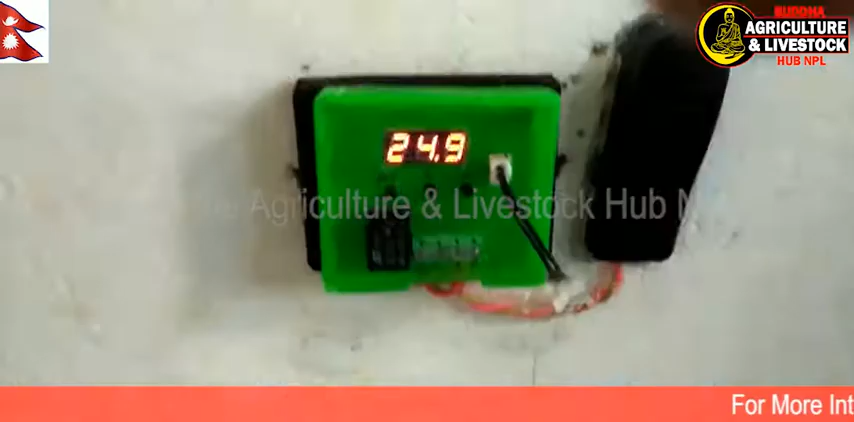 BUDDHA
AGRICULTURE
& LIVESTOCK
HUB NPL
24.9
Agriculture & Livestock Hub
For More Int